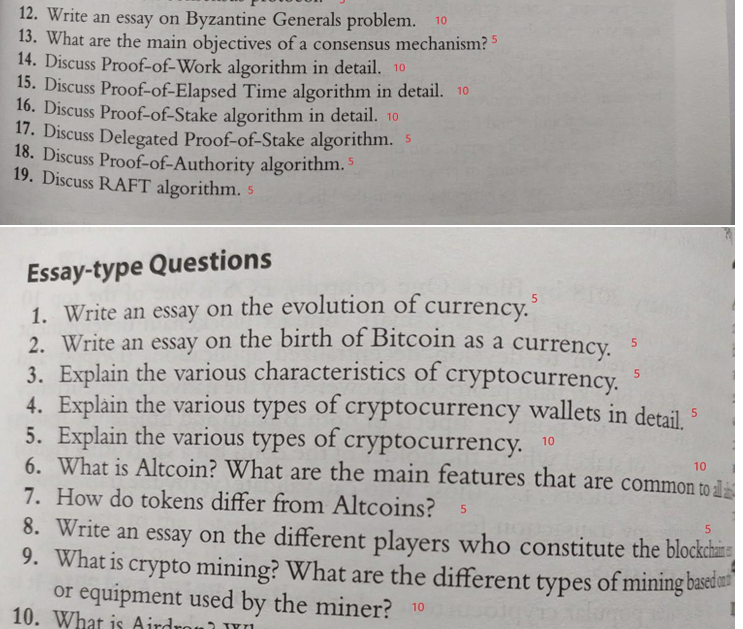 12. Write an essay on Byzantine Generals problem. 10
13. What are the main objectives of a consensus mechanism? 5
14. Discuss Proof-of-Work algorithm in detail. 10
15. Discuss Proof-of-Elapsed Time algorithm in detail. 10
16. Discuss Proof-of-Stake algorithm in detail. 10
17. Discuss Delegated Proof-of-Stake algorithm. 5
18. Discuss Proof-of-Authority algorithm. 5
19. Discuss RAFT algorithm. 5
Essay-type Questions
1. Write an essay on the evolution of currency. 5
2. Write an essay on the birth of Bitcoin as a currency. 5
3. Explain the various characteristics of cryptocurrency. 5
4. Explain the various types of cryptocurrency wallets in detail. 5
5. Explain the various types of cryptocurrency. 10
6. What is Altcoin? What are the main features that are common to all 10
7. How do tokens differ from Altcoins? 5
8. Write an essay on the different players who constitute the blockchain 5
9. What is crypto mining? What are the different types of mining based on
or equipment used by the miner? 10
10. What is Airdrop?